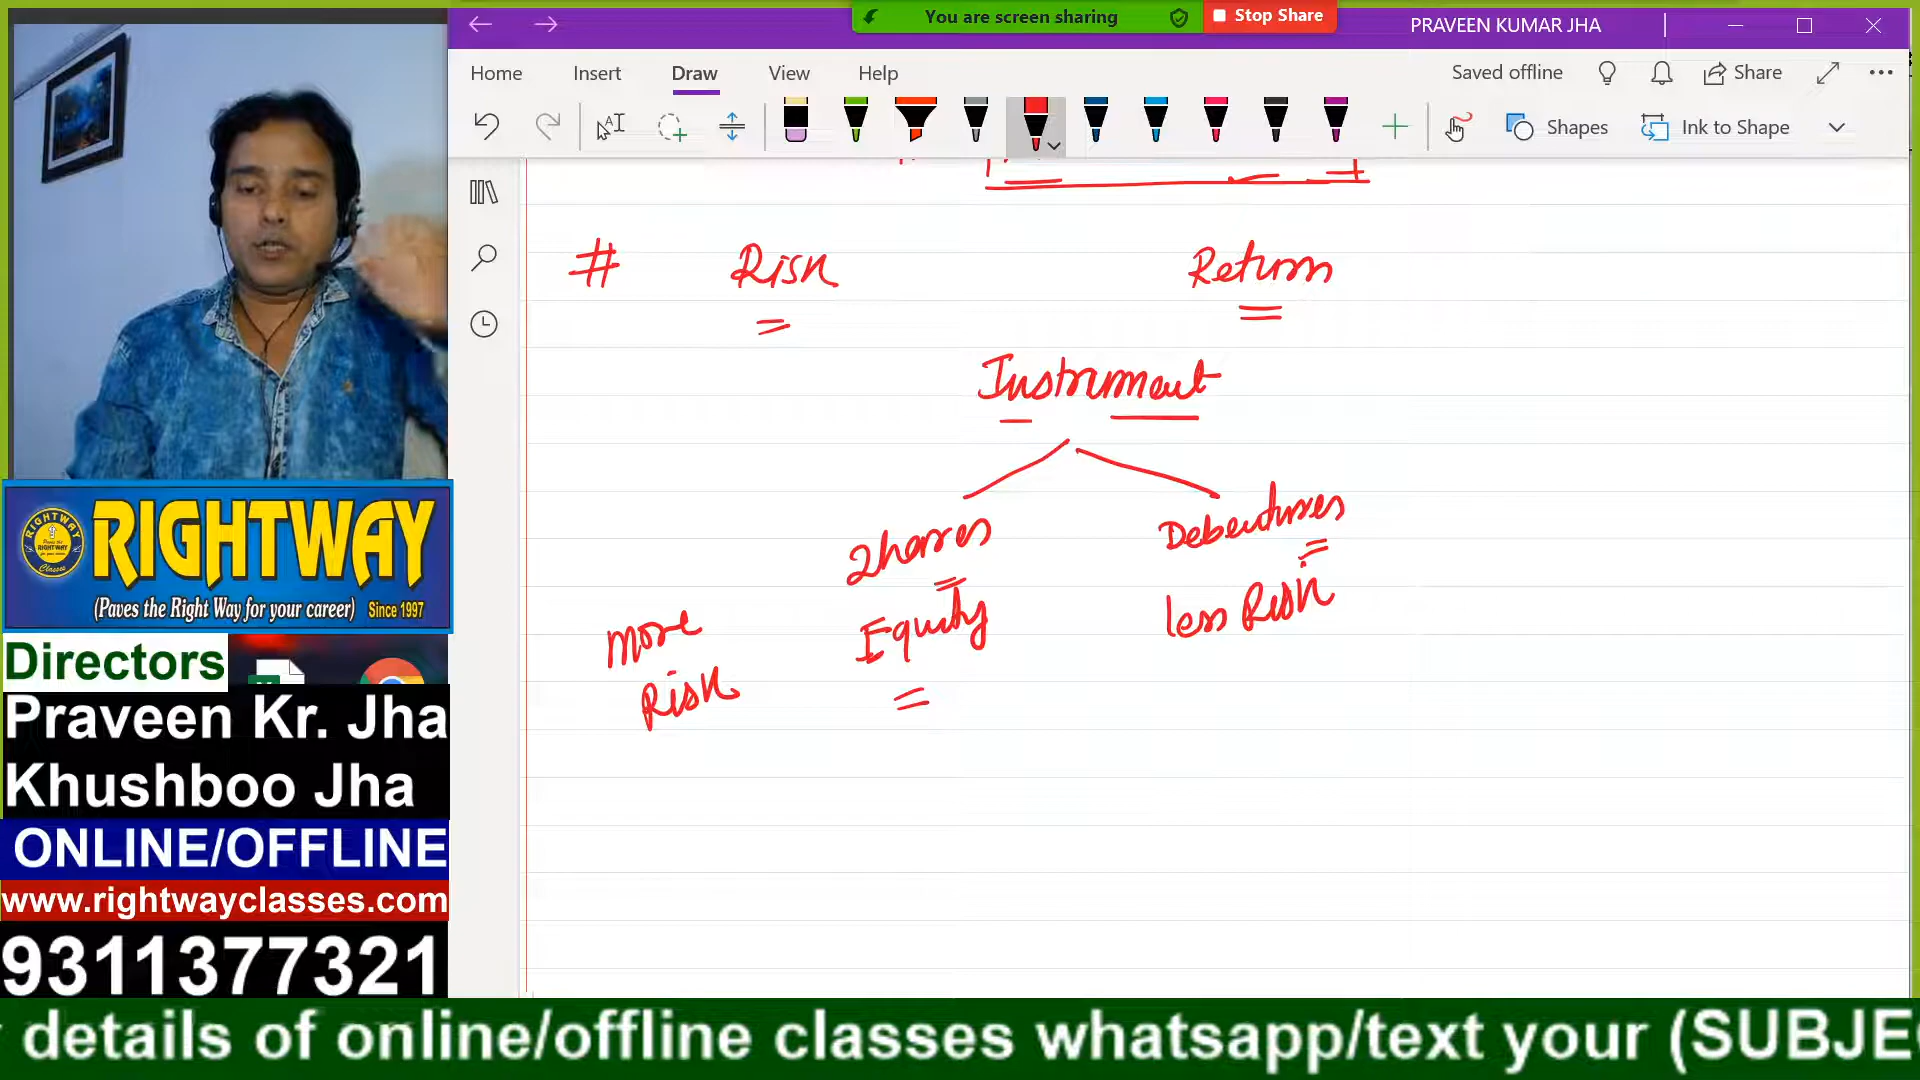 You are screen sharing
Stop Share
PRAVEEN KUMAR JHA
Home Insert Draw View Help
Saved offline
Share
Shapes
Ink to Shape
# Risk Return
Instrument
Shares Debentures
Equity less Risk
more
Risk
RIGHTWAY
RIGHTWAY
Classes
(Paves the Right Way for your career) Since 1997
Directors
Praveen Kr. Jha
Khushboo Jha
ONLINE/OFFLINE
www.rightwayclasses.com
9311377321
details of online/offline classes whatsapp/text your (SUBJE